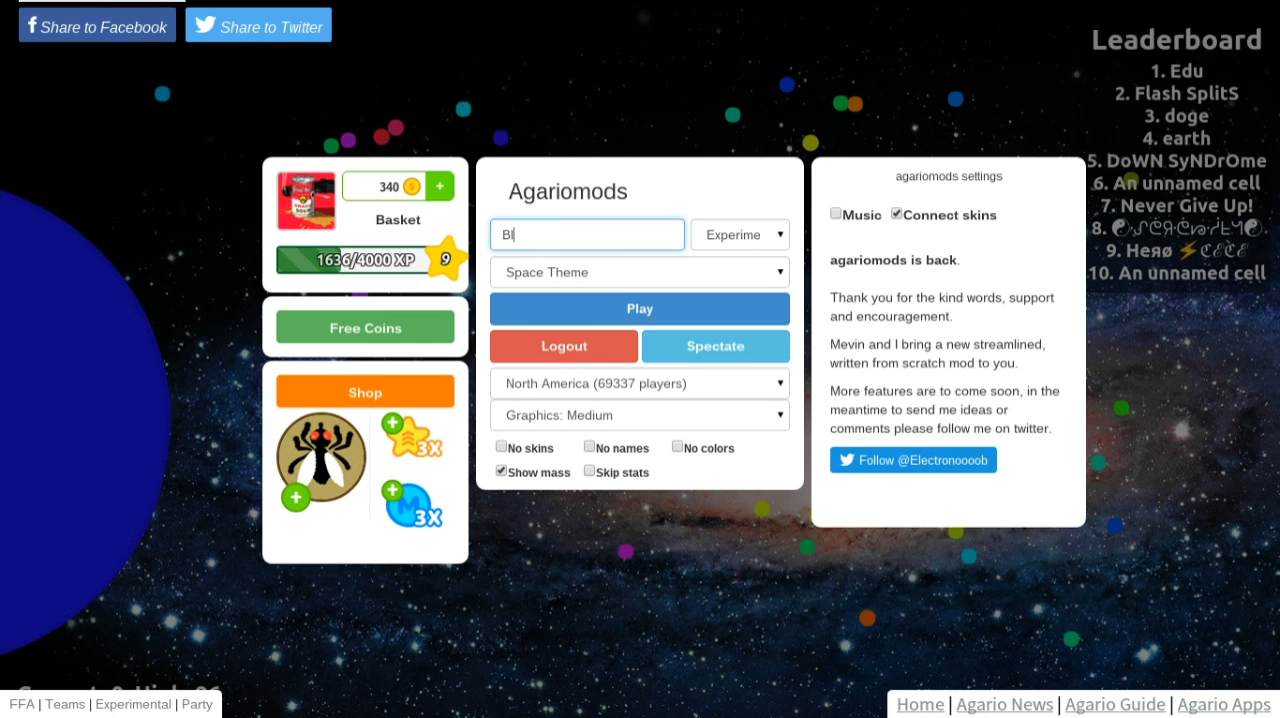 Share to Facebook
Share to Twitter
Leaderboard
1. Edu
2. Flash SplitS
3. doge
4. earth
5. DoWN SyNDrOme
6. An unnamed cell
7. Never Give Up!
8.
9. Heяø ⚡
10. An unnamed cell
340
+
Basket
1636/4000 XP
9
Free Coins
Shop
3X
M 3X
Agariomods
Bl
Experime
Space Theme
Play
Logout
Spectate
North America (69337 players)
Graphics: Medium
No skins
No names
No colors
Show mass
Skip stats
agariomods settings
Music
Connect skins
agariomods is back.
Thank you for the kind words, support
and encouragement.
Mevin and I bring a new streamlined,
written from scratch mod to you.
More features are to come soon, in the
meantime to send me ideas or
comments please follow me on twitter.
Follow @Electronoooob
FFA | Teams | Experimental | Party
Home | Agario News | Agario Guide | Agario Apps